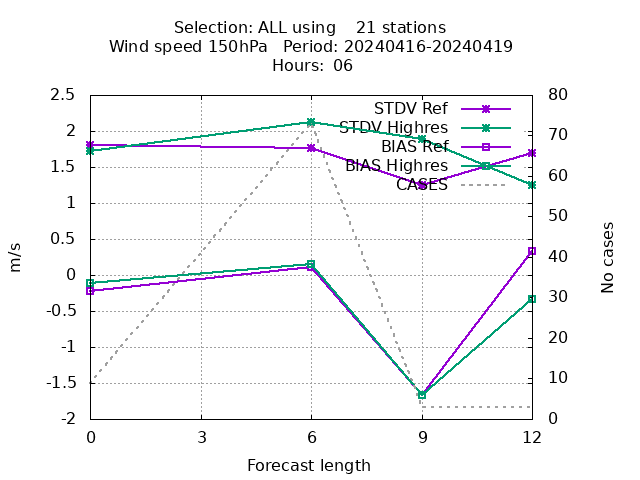 Selection: ALL using    21 stations
Wind speed 150hPa   Period: 20240416-20240419
Hours:  06
STDV Ref
STDV Highres
BIAS Ref
BIAS Highres
CASES
2.5
2
1.5
1
0.5
0
-0.5
-1
-1.5
-2
m/s
80
70
60
50
40
30
20
10
0
No cases
0 3 6 9 12
Forecast length